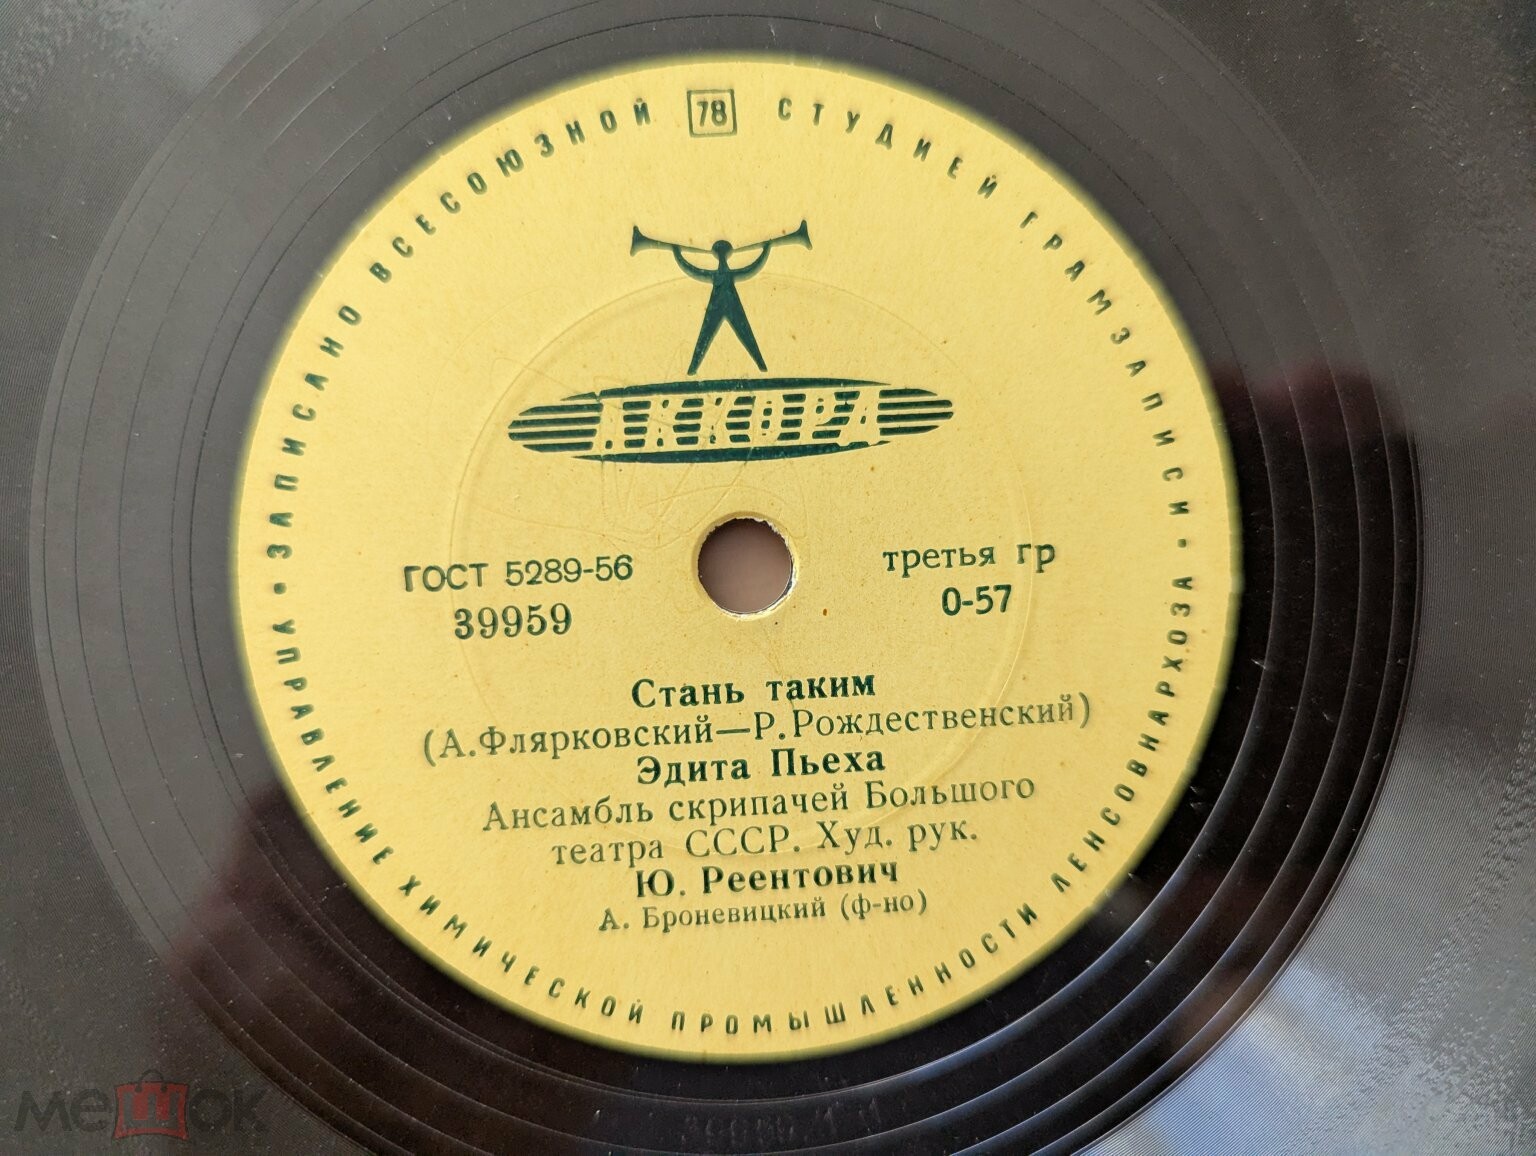 ЗАПИСАНО ВСЕСОЮЗНОЙ 78 СТУДИЕЙ ГРАМЗАПИСИ
АККОРД
ГОСТ 5289-56
39959
третья гр
0-57
Стань таким
(А.Флярковский—Р.Рождественский)
Эдита Пьеха
Ансамбль скрипачей Большого
театра СССР. Худ. рук.
Ю. Реентович
А. Броневицкий (ф-но)
УПРАВЛЕНИЕ ХИМИЧЕСКОЙ ПРОМЫШЛЕННОСТИ ЛЕНСОВНАРХОЗА
мешок